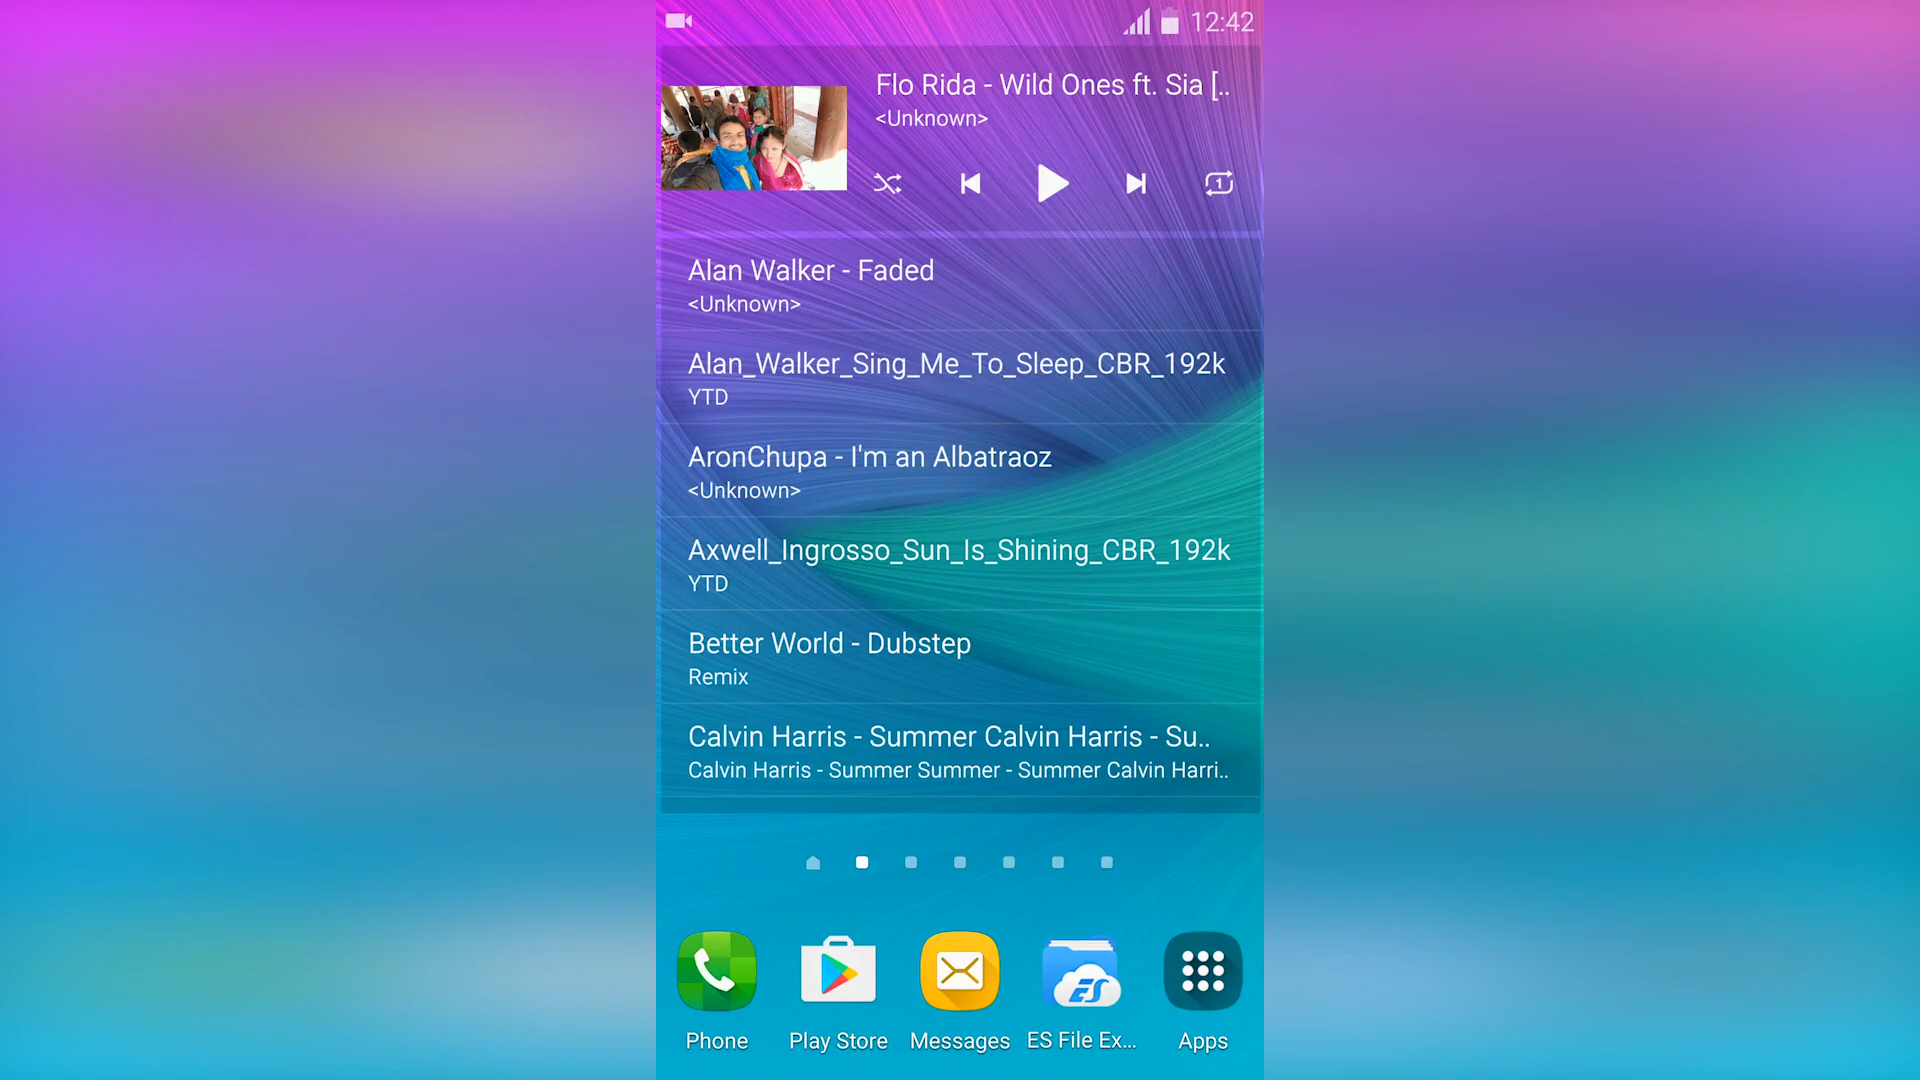 12:42
Flo Rida - Wild Ones ft. Sia [..
<Unknown>
1
Alan Walker - Faded
<Unknown>
Alan_Walker_Sing_Me_To_Sleep_CBR_192k
YTD
AronChupa - I'm an Albatraoz
<Unknown>
Axwell_Ingrosso_Sun_Is_Shining_CBR_192k
YTD
Better World - Dubstep
Remix
Calvin Harris - Summer Calvin Harris - Su..
Calvin Harris - Summer Summer - Summer Calvin Harri..
ES
Phone Play Store Messages ES File Ex... Apps